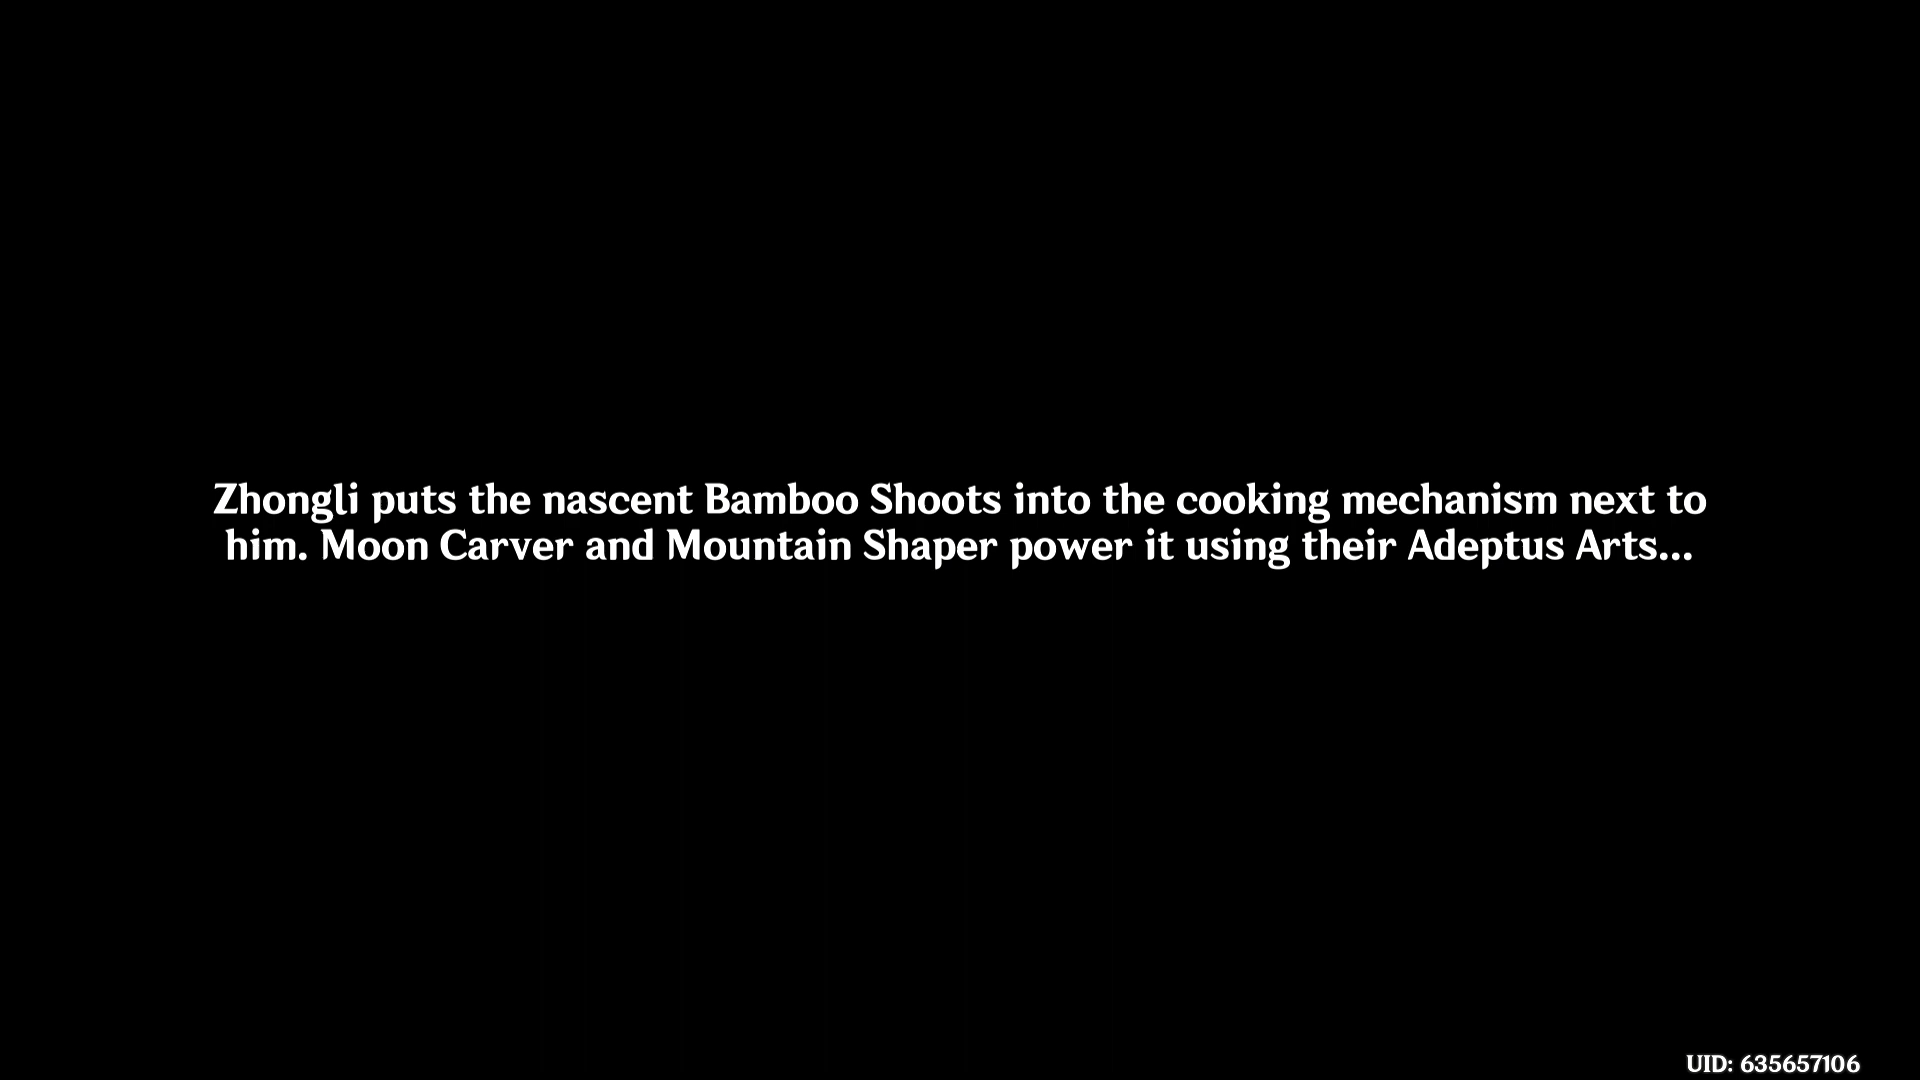 Zhongli puts the nascent Bamboo Shoots into the cooking mechanism next to
him. Moon Carver and Mountain Shaper power it using their Adeptus Arts...
UID: 635657106